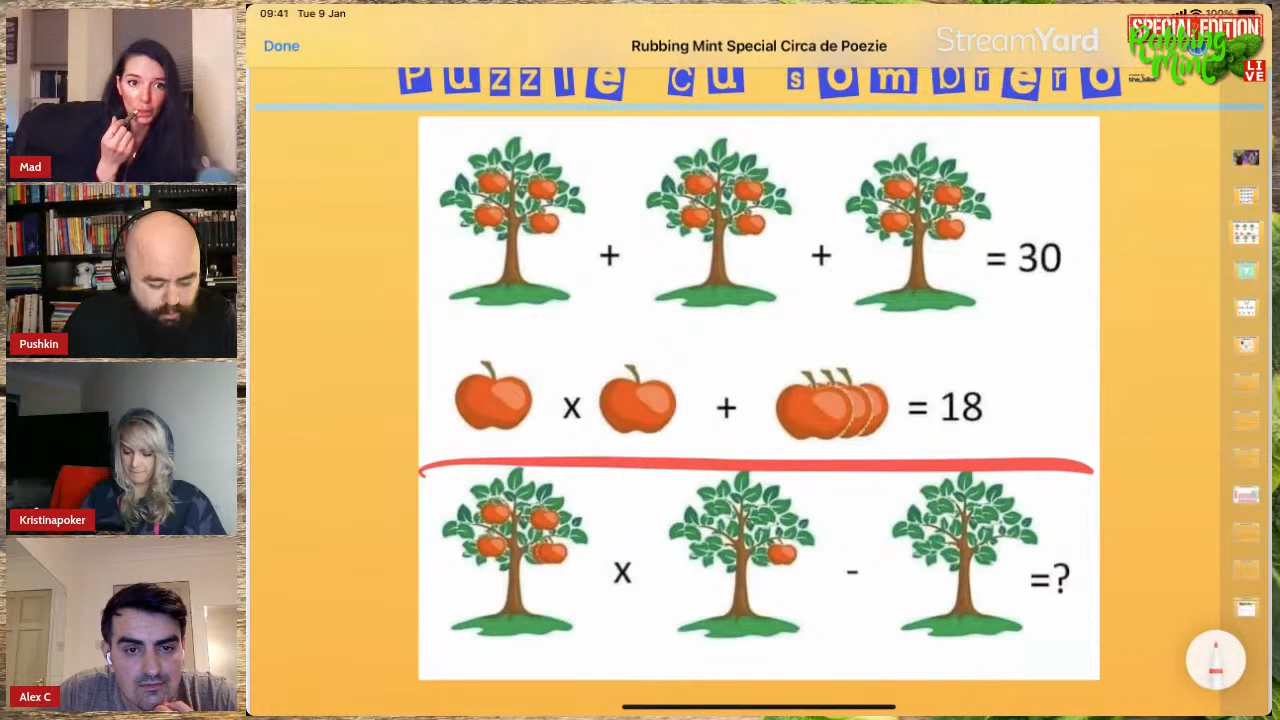 09:41 Tue 9 Jan
100%
Done
Rubbing Mint Special Circa de Poezie
StreamYard
SPECIAL EDITION
Rubbing
Mint
LIVE
Puzzle cu sombrero
+ + = 30
x + = 18
x - =?
Mad
Pushkin
Kristinapoker
Alex C